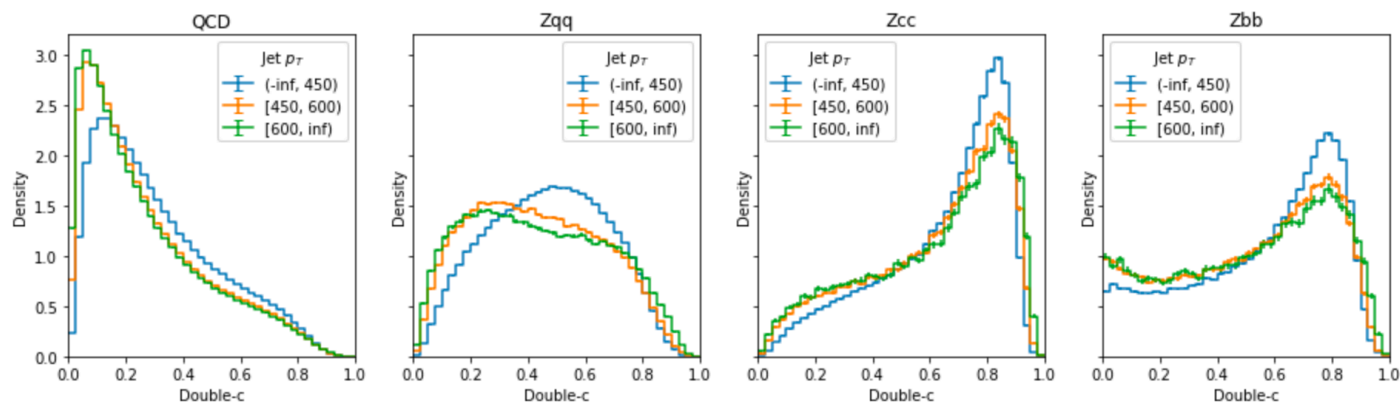 QCD
Zqq
Zcc
Zbb
Density
3.0
2.5
2.0
1.5
1.0
0.5
0.0
Jet pT
(-inf, 450)
[450, 600)
[600, inf)
0.0 0.2 0.4 0.6 0.8 1.0
Double-c
Density
Jet pT
(-inf, 450)
[450, 600)
[600, inf)
0.0 0.2 0.4 0.6 0.8 1.0
Double-c
Density
Jet pT
(-inf, 450)
[450, 600)
[600, inf)
0.0 0.2 0.4 0.6 0.8 1.0
Double-c
Density
Jet pT
(-inf, 450)
[450, 600)
[600, inf)
0.0 0.2 0.4 0.6 0.8 1.0
Double-c